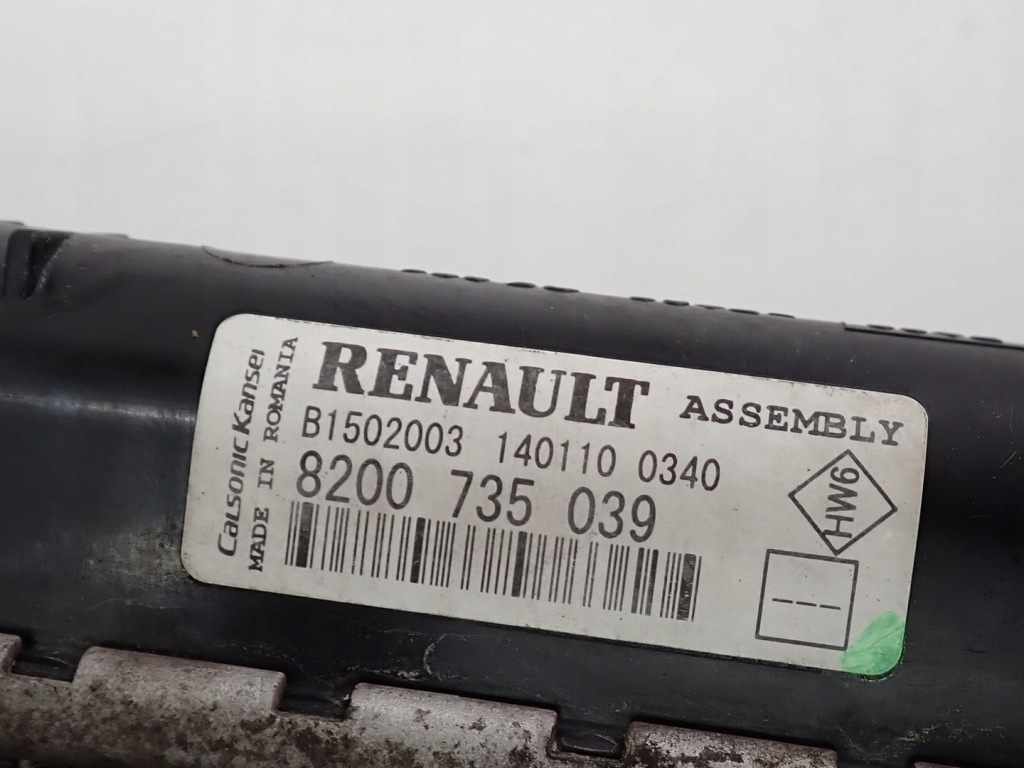 Calsonic Kansei
MADE IN ROMANIA
RENAULT ASSEMBLY
B1502003 140110 0340
8200 735 039
HW6